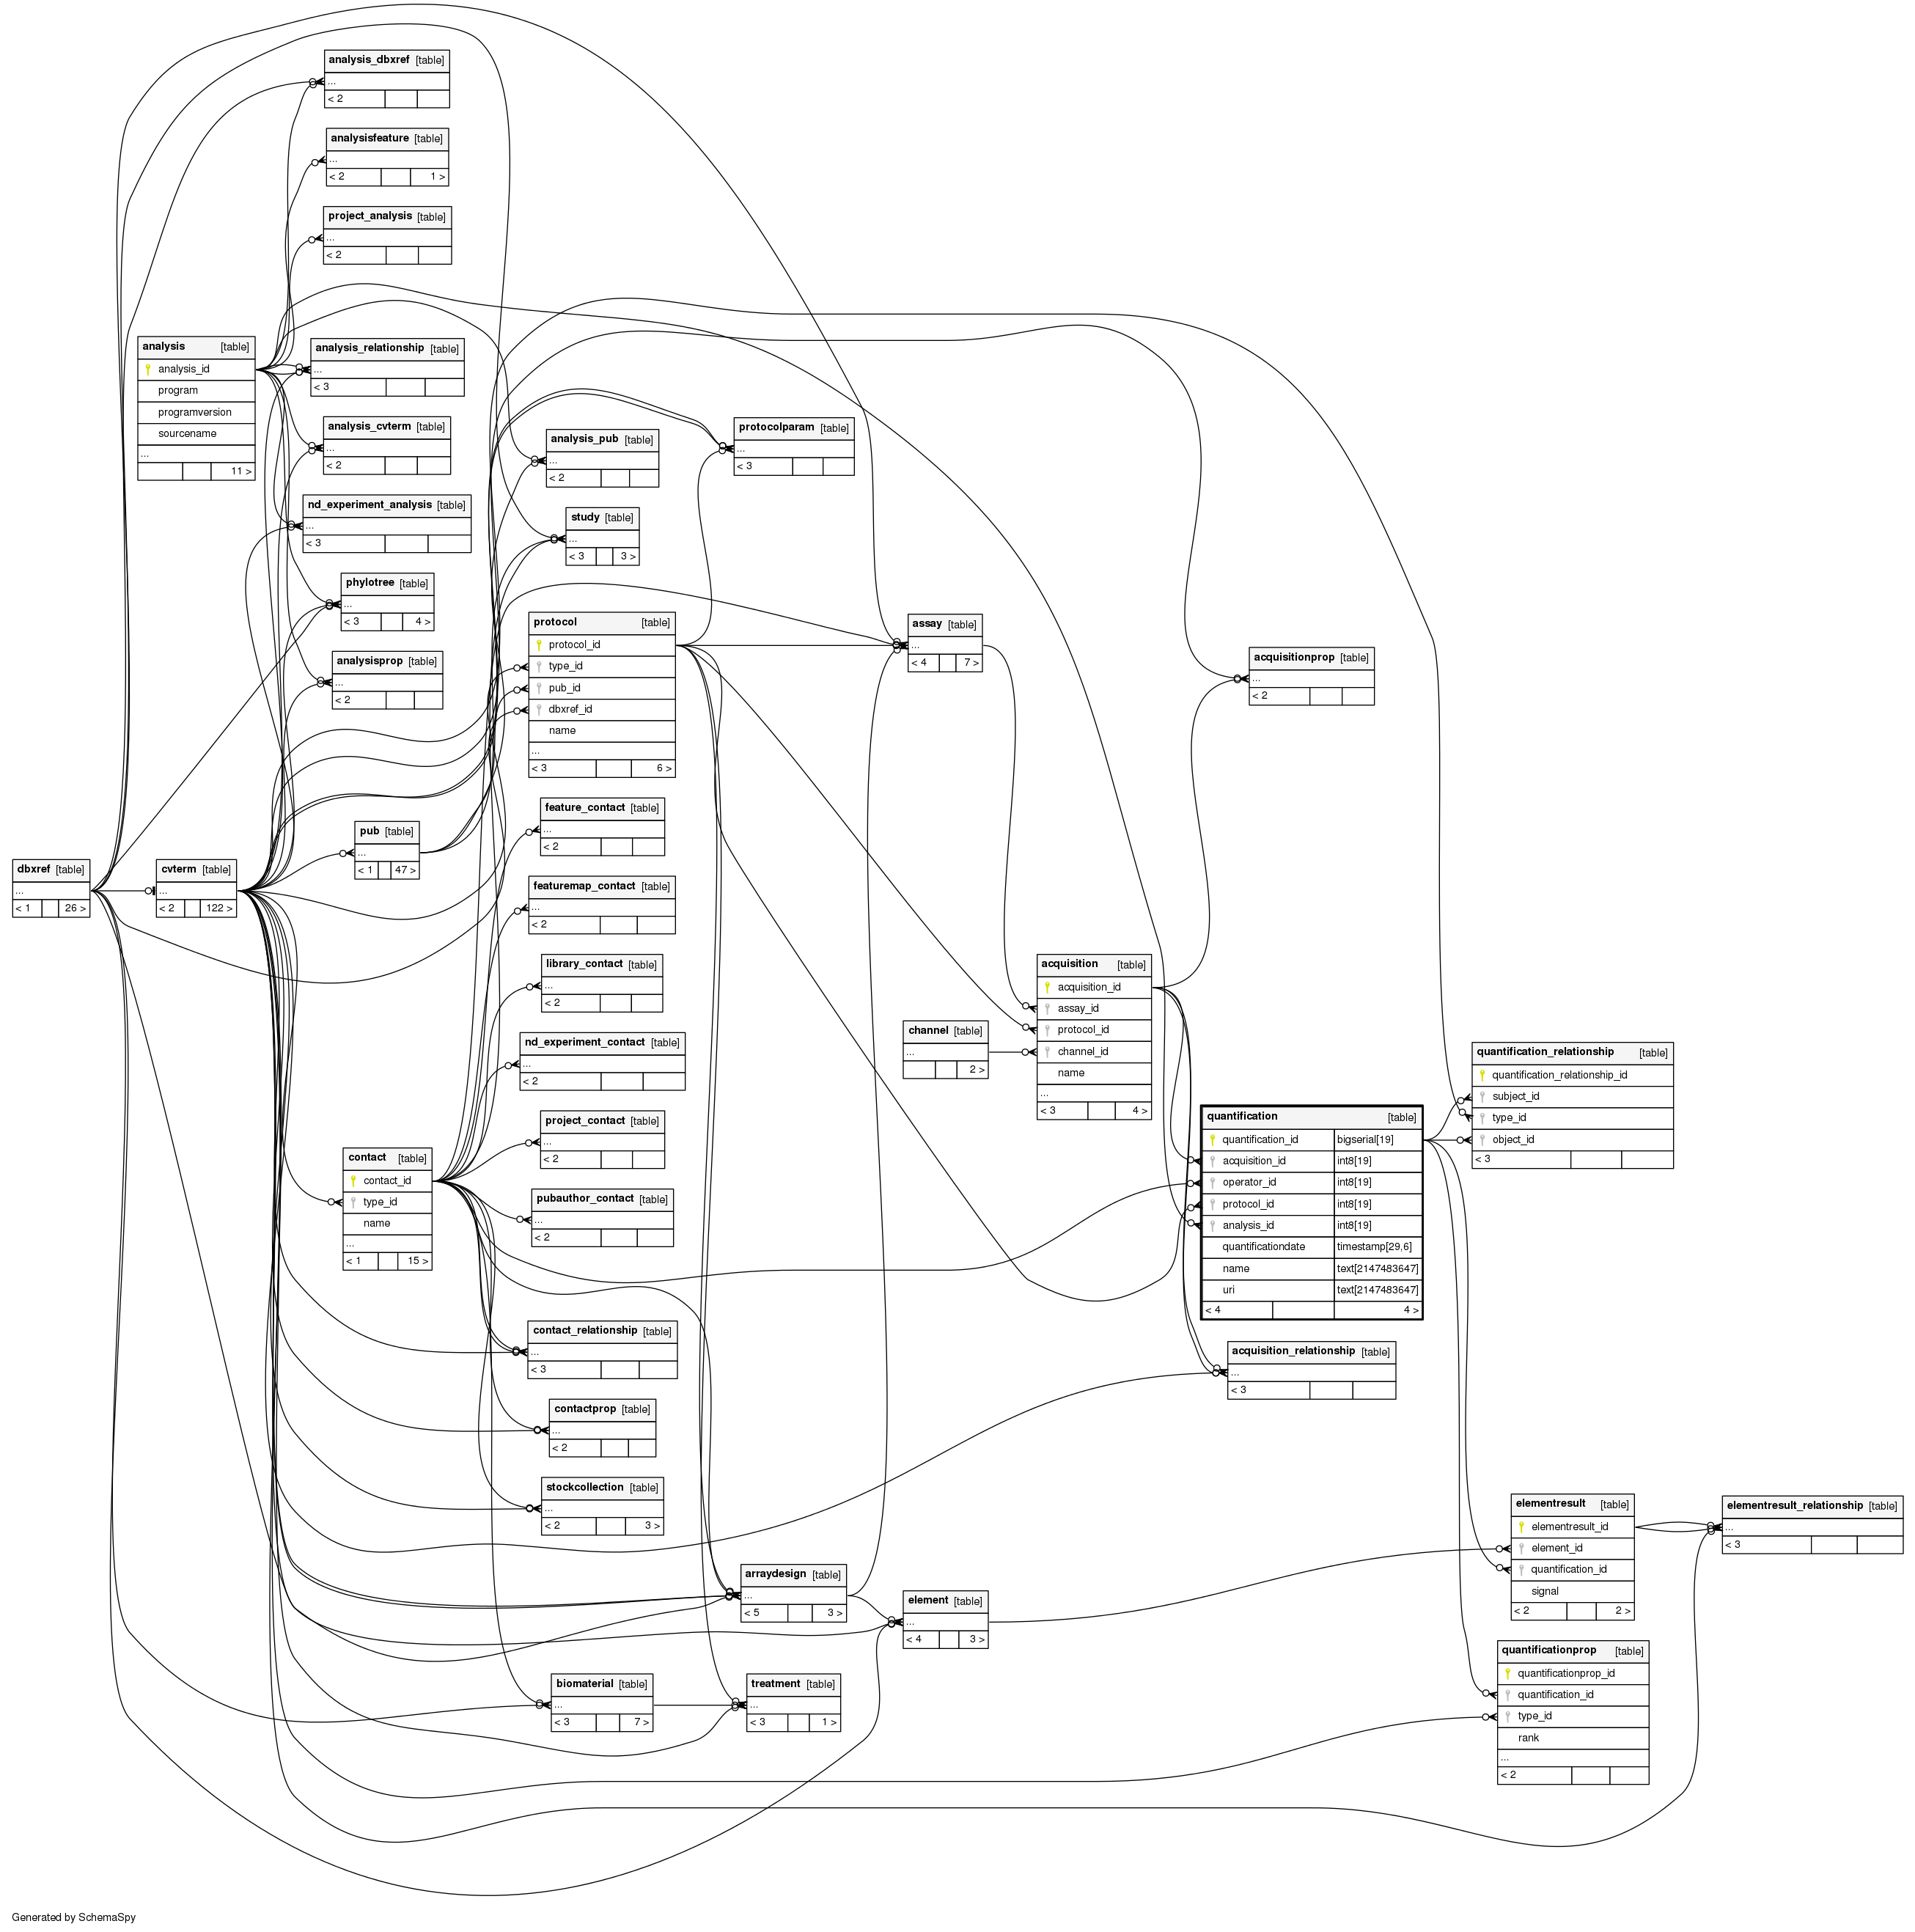 analysis_dbxref [table]
...
< 2
analysisfeature [table]
...
< 2 1 >
project_analysis [table]
...
< 2
analysis [table]
analysis_id
program
programversion
sourcename
...
11 >
analysis_relationship [table]
...
< 3
analysis_cvterm [table]
...
< 2
nd_experiment_analysis [table]
...
< 3
phylotree [table]
...
< 3 4 >
analysisprop [table]
...
< 2
analysis_pub [table]
...
< 2
study [table]
...
< 3 3 >
protocolparam [table]
...
< 3
protocol [table]
protocol_id
type_id
pub_id
dbxref_id
name
...
< 3 6 >
assay [table]
...
< 4 7 >
acquisitionprop [table]
...
< 2
pub [table]
...
< 1 47 >
dbxref [table]
...
< 1 26 >
cvterm [table]
...
< 2 122 >
feature_contact [table]
...
< 2
featuremap_contact [table]
...
< 2
library_contact [table]
...
< 2
nd_experiment_contact [table]
...
< 2
project_contact [table]
...
< 2
pubauthor_contact [table]
...
< 2
contact [table]
contact_id
type_id
name
...
< 1 15 >
channel [table]
...
2 >
acquisition [table]
acquisition_id
assay_id
protocol_id
channel_id
name
...
< 3 4 >
quantification [table]
quantification_id bigserial[19]
acquisition_id int8[19]
operator_id int8[19]
protocol_id int8[19]
analysis_id int8[19]
quantificationdate timestamp[29,6]
name text[2147483647]
uri text[2147483647]
< 4 4 >
quantification_relationship [table]
quantification_relationship_id
subject_id
type_id
object_id
< 3
contact_relationship [table]
...
< 3
contactprop [table]
...
< 2
stockcollection [table]
...
< 2 3 >
acquisition_relationship [table]
...
< 3
arraydesign [table]
...
< 5 3 >
element [table]
...
< 4 3 >
biomaterial [table]
...
< 3 7 >
treatment [table]
...
< 3 1 >
elementresult [table]
elementresult_id
element_id
quantification_id
signal
< 2 2 >
elementresult_relationship [table]
...
< 3
quantificationprop [table]
quantificationprop_id
quantification_id
type_id
rank
...
< 2
Generated by SchemaSpy